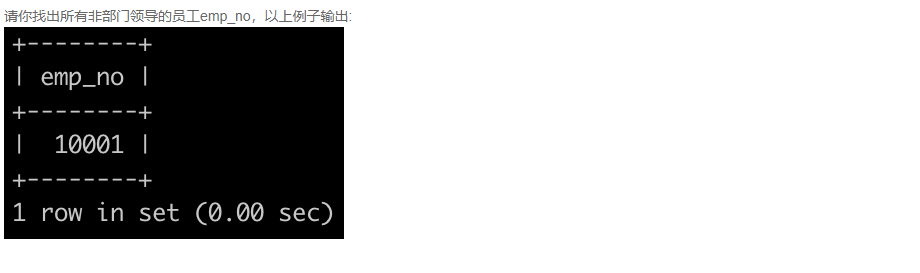 请你找出所有非部门领导的员工emp_no，以上例子输出:
+--------+
| emp_no |
+--------+
|  10001 |
+--------+
1 row in set (0.00 sec)